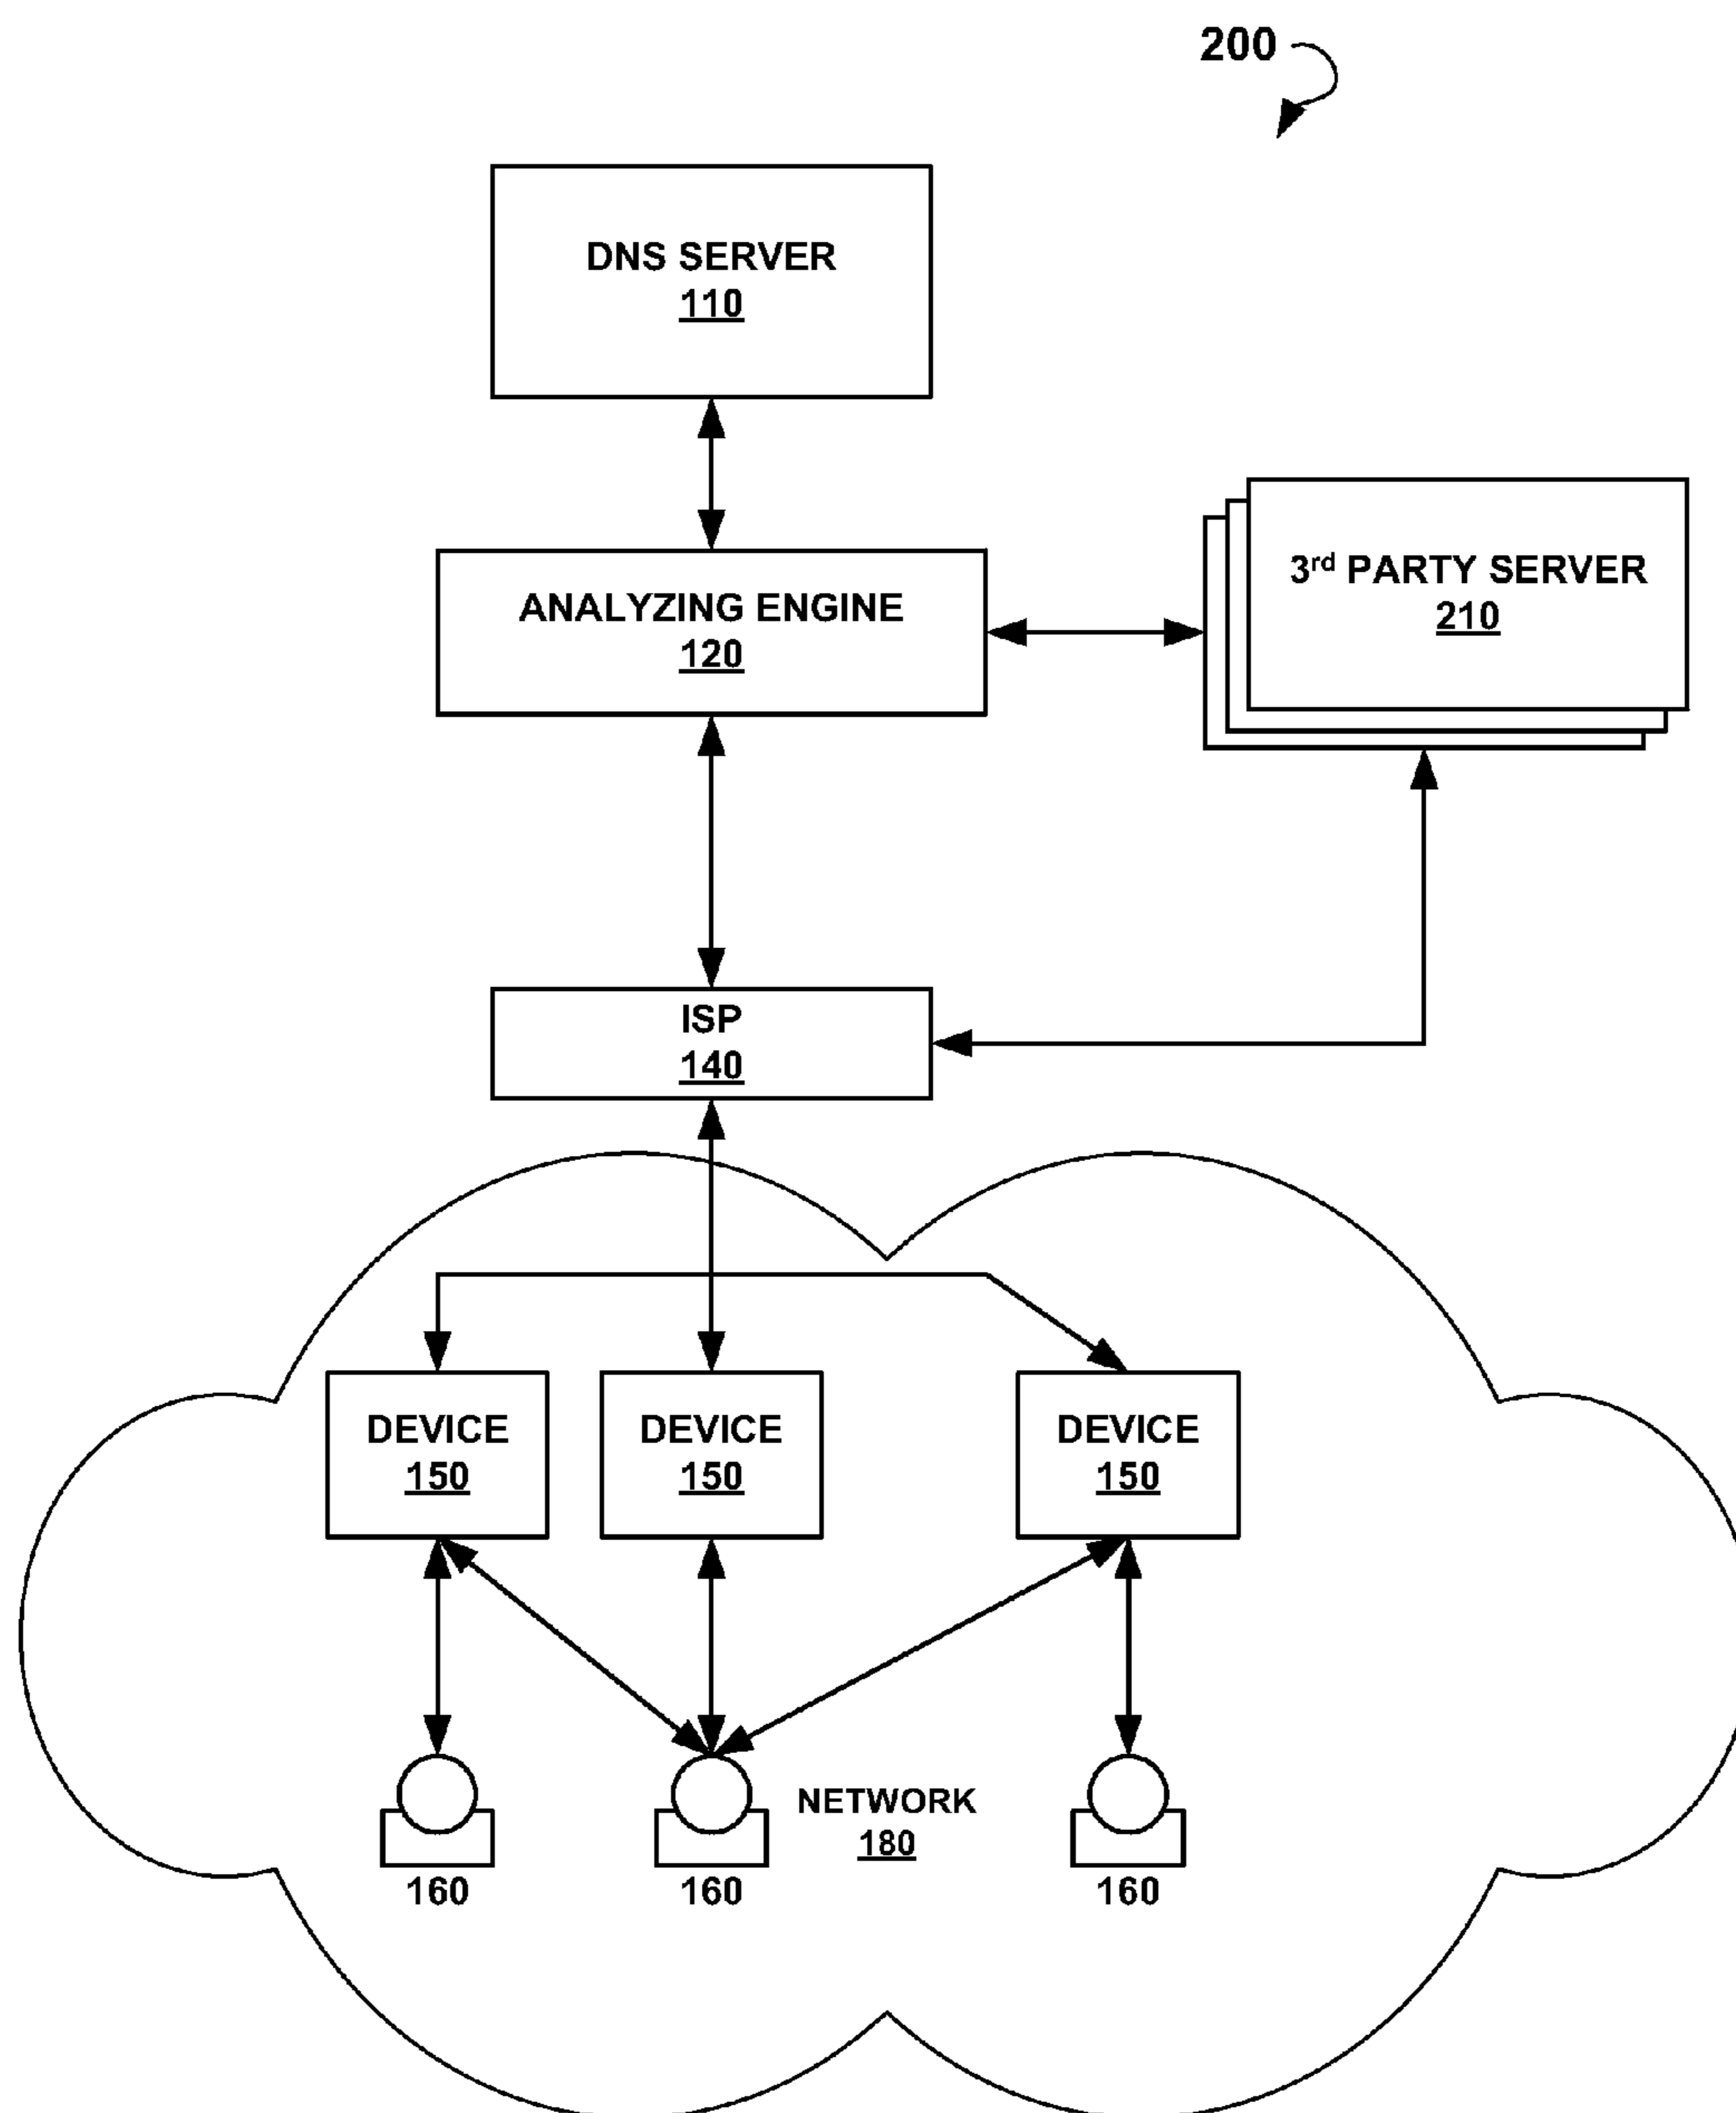 200
DNS SERVER
110
ANALYZING ENGINE
120
3rd PARTY SERVER
210
ISP
140
DEVICE
150
DEVICE
150
DEVICE
150
NETWORK
180
160
160
160